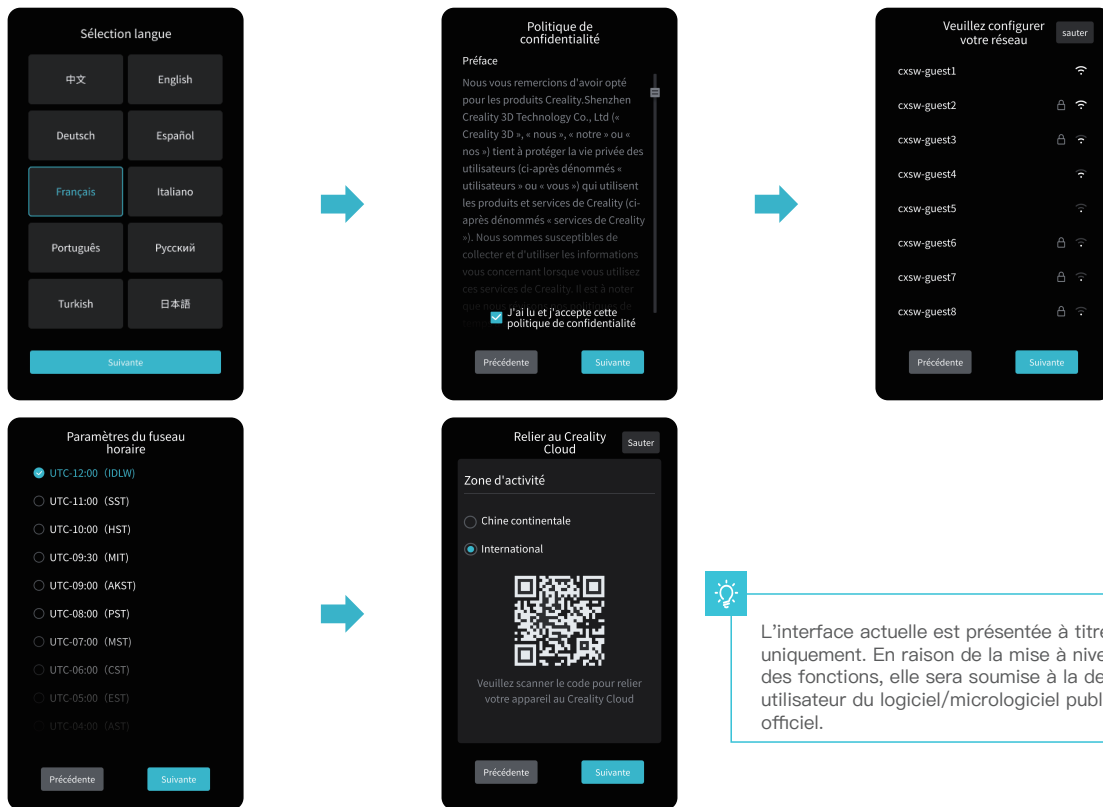 Sélection langue
中文
English
Deutsch
Español
Français
Italiano
Português
Русский
Turkish
日本語
Suivante
Politique de
confidentialité
Préface
Nous vous remercions d'avoir opté
pour les produits Creality.Shenzhen
Creality 3D Technology Co., Ltd («
Creality 3D », « nous », « notre » ou «
nos ») tient à protéger la vie privée des
utilisateurs (ci-après dénommés «
utilisateurs » ou « vous ») qui utilisent
les produits et services de Creality (ci-
après dénommés « services de Creality
»). Nous sommes susceptibles de
collecter et d'utiliser les informations
vous concernant lorsque vous utilisez
ces services de Creality. Il est à noter
J'ai lu et j'accepte cette
politique de confidentialité
Précédente
Suivante
Veuillez configurer
votre réseau
sauter
cxsw-guest1
cxsw-guest2
cxsw-guest3
cxsw-guest4
cxsw-guest5
cxsw-guest6
cxsw-guest7
cxsw-guest8
Précédente
Suivante
Paramètres du fuseau
horaire
UTC-12:00（IDLW)
UTC-11:00（SST)
UTC-10:00（HST)
UTC-09:30（MIT)
UTC-09:00（AKST)
UTC-08:00（PST)
UTC-07:00（MST)
UTC-06:00（CST)
UTC-05:00（EST)
UTC-04:00（AST)
Précédente
Suivante
Relier au Creality
Cloud
Sauter
Zone d'activité
Chine continentale
International
Veuillez scanner le code pour relier
votre appareil au Creality Cloud
Précédente
Suivante
L'interface actuelle est présentée à titre
uniquement. En raison de la mise à
des fonctions, elle sera soumise à la
utilisateur du logiciel/micrologiciel
officiel.